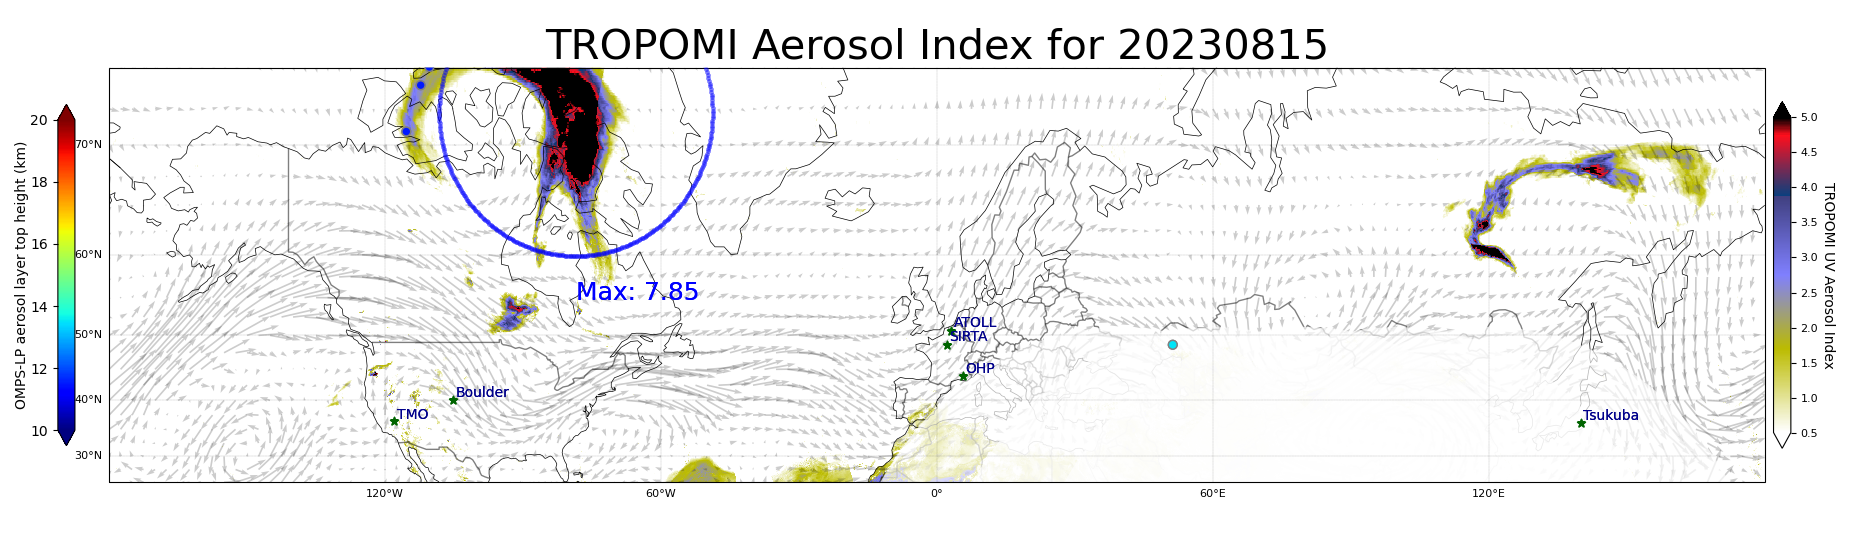 TROPOMI Aerosol Index for 20230815
OMPS-LP aerosol layer top height (km)
20
18
16
14
12
10
70°N
60°N
50°N
40°N
30°N
120°W
60°W
0°
60°E
120°E
Max: 7.85
ATOLL
SIRTA
OHP
Boulder
TMO
Tsukuba
5.0
4.5
4.0
3.5
3.0
2.5
2.0
1.5
1.0
0.5
TROPOMI UV Aerosol Index